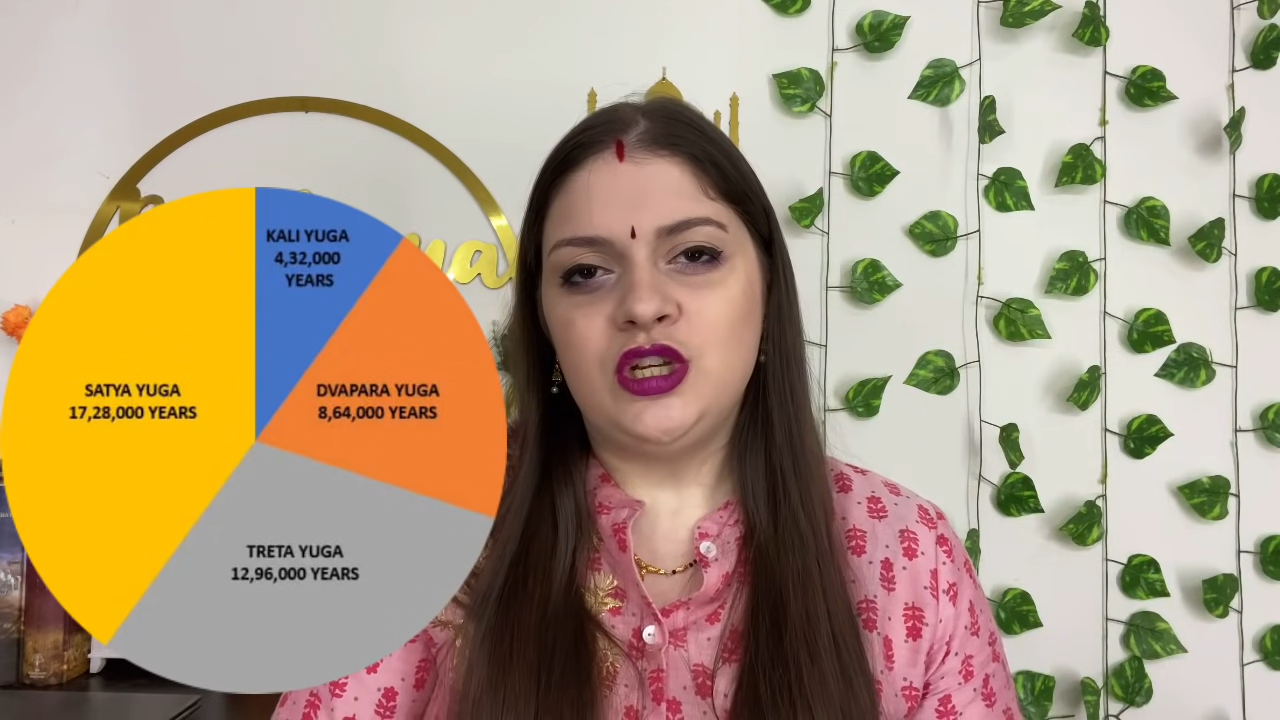 KALI YUGA
4,32,000
YEARS
SATYA YUGA
17,28,000 YEARS
DVAPARA YUGA
8,64,000 YEARS
TRETA YUGA
12,96,000 YEARS